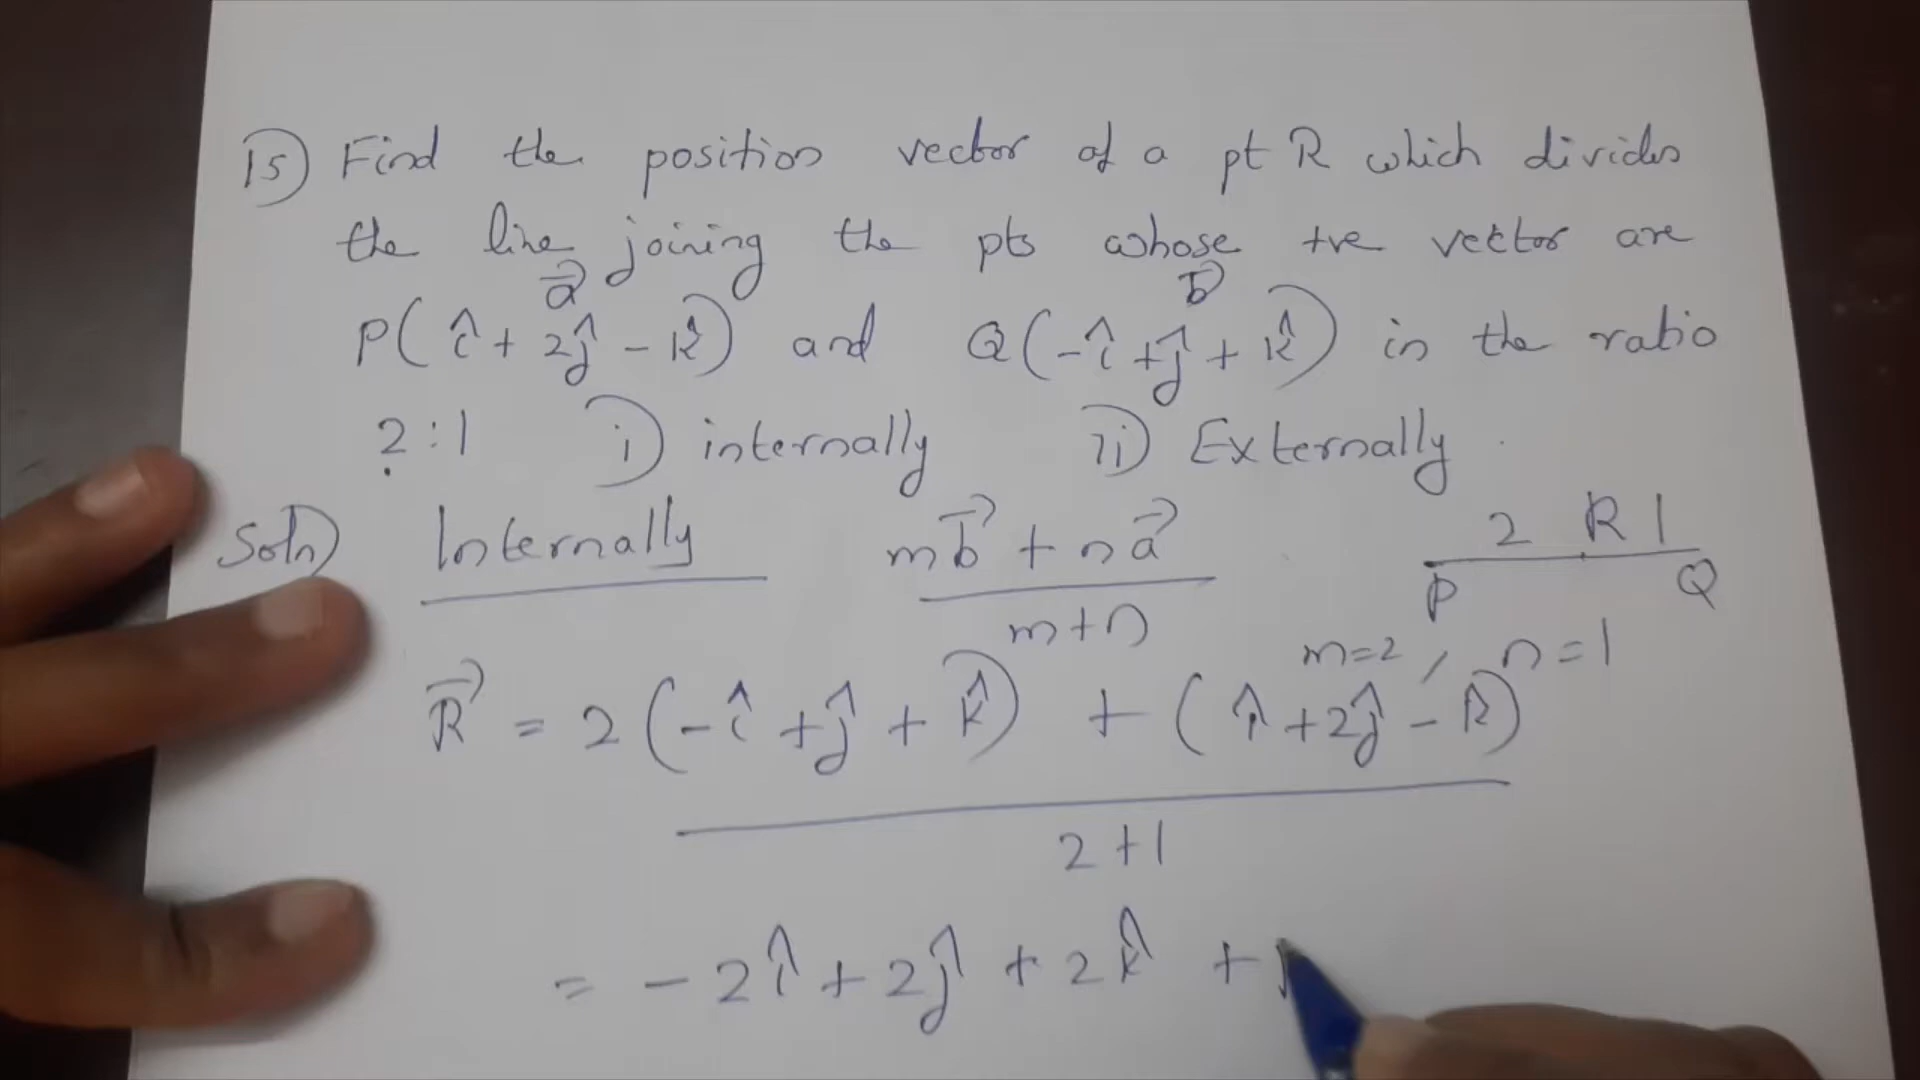 15) Find the position vector of a pt R which divides
the line joining the pts whose +ve vector are
a⃗ b⃗
P(î + 2ĵ - k̂) and Q(-î + ĵ + k̂) in the ratio
2:1 i) internally ii) Externally.
Soln) Internally mb⃗ + na⃗ 2 R 1
m+n P Q
m=2, n=1
R⃗ = 2(-î + ĵ + k̂) + (î + 2ĵ - k̂)
2+1
= -2î + 2ĵ + 2k̂ +